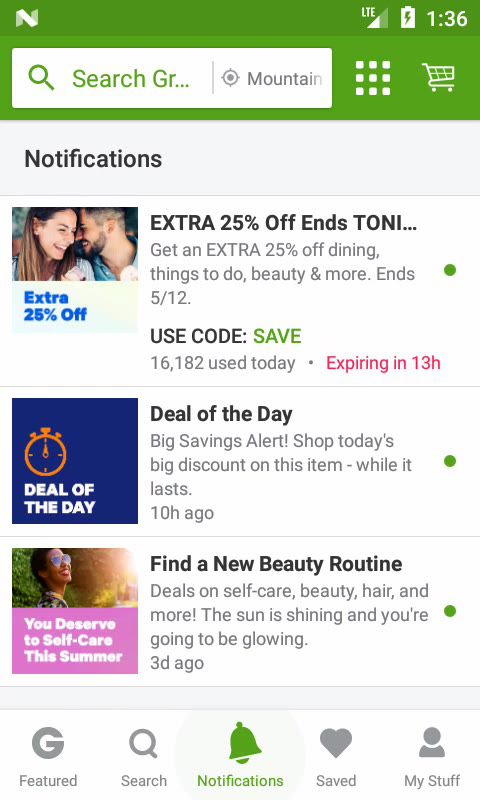 LTE
1:36
Search Gr...
Mountain
Notifications
EXTRA 25% Off Ends TONI...
Get an EXTRA 25% off dining,
things to do, beauty & more. Ends
5/12.
Extra
25% Off
USE CODE: SAVE
16,182 used today • Expiring in 13h
Deal of the Day
Big Savings Alert! Shop today's
big discount on this item - while it
lasts.
10h ago
DEAL OF
THE DAY
Find a New Beauty Routine
Deals on self-care, beauty, hair, and
more! The sun is shining and you're
going to be glowing.
3d ago
You Deserve
to Self-Care
This Summer
G
Featured
Search
Notifications
Saved
My Stuff